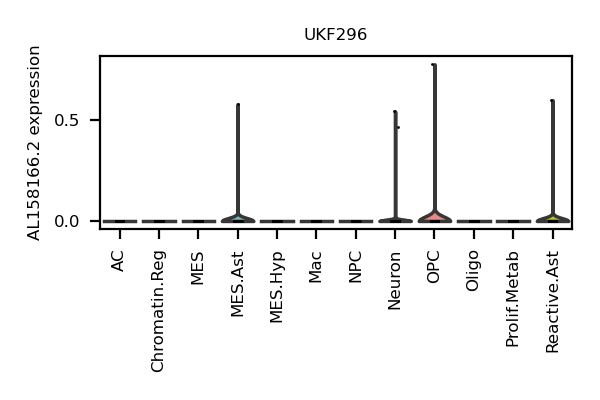 UKF296
AL158166.2 expression
0.5
0.0
AC
Chromatin.Reg
MES
MES.Ast
MES.Hyp
Mac
NPC
Neuron
OPC
Oligo
Prolif.Metab
Reactive.Ast